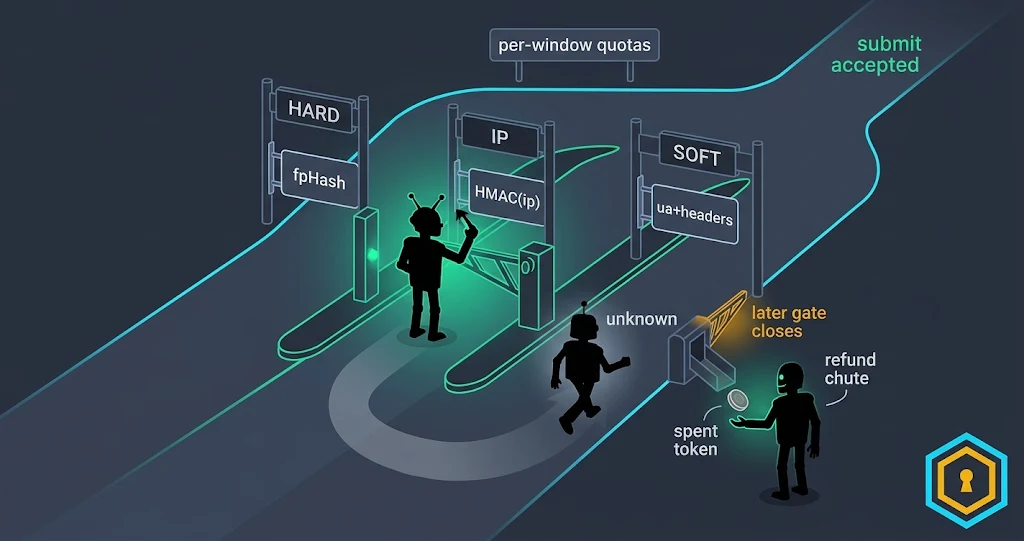 per-window quotas
submit
accepted
HARD
fpHash
IP
HMAC(ip)
SOFT
ua+headers
unknown
later gate
closes
refund
chute
spent
token